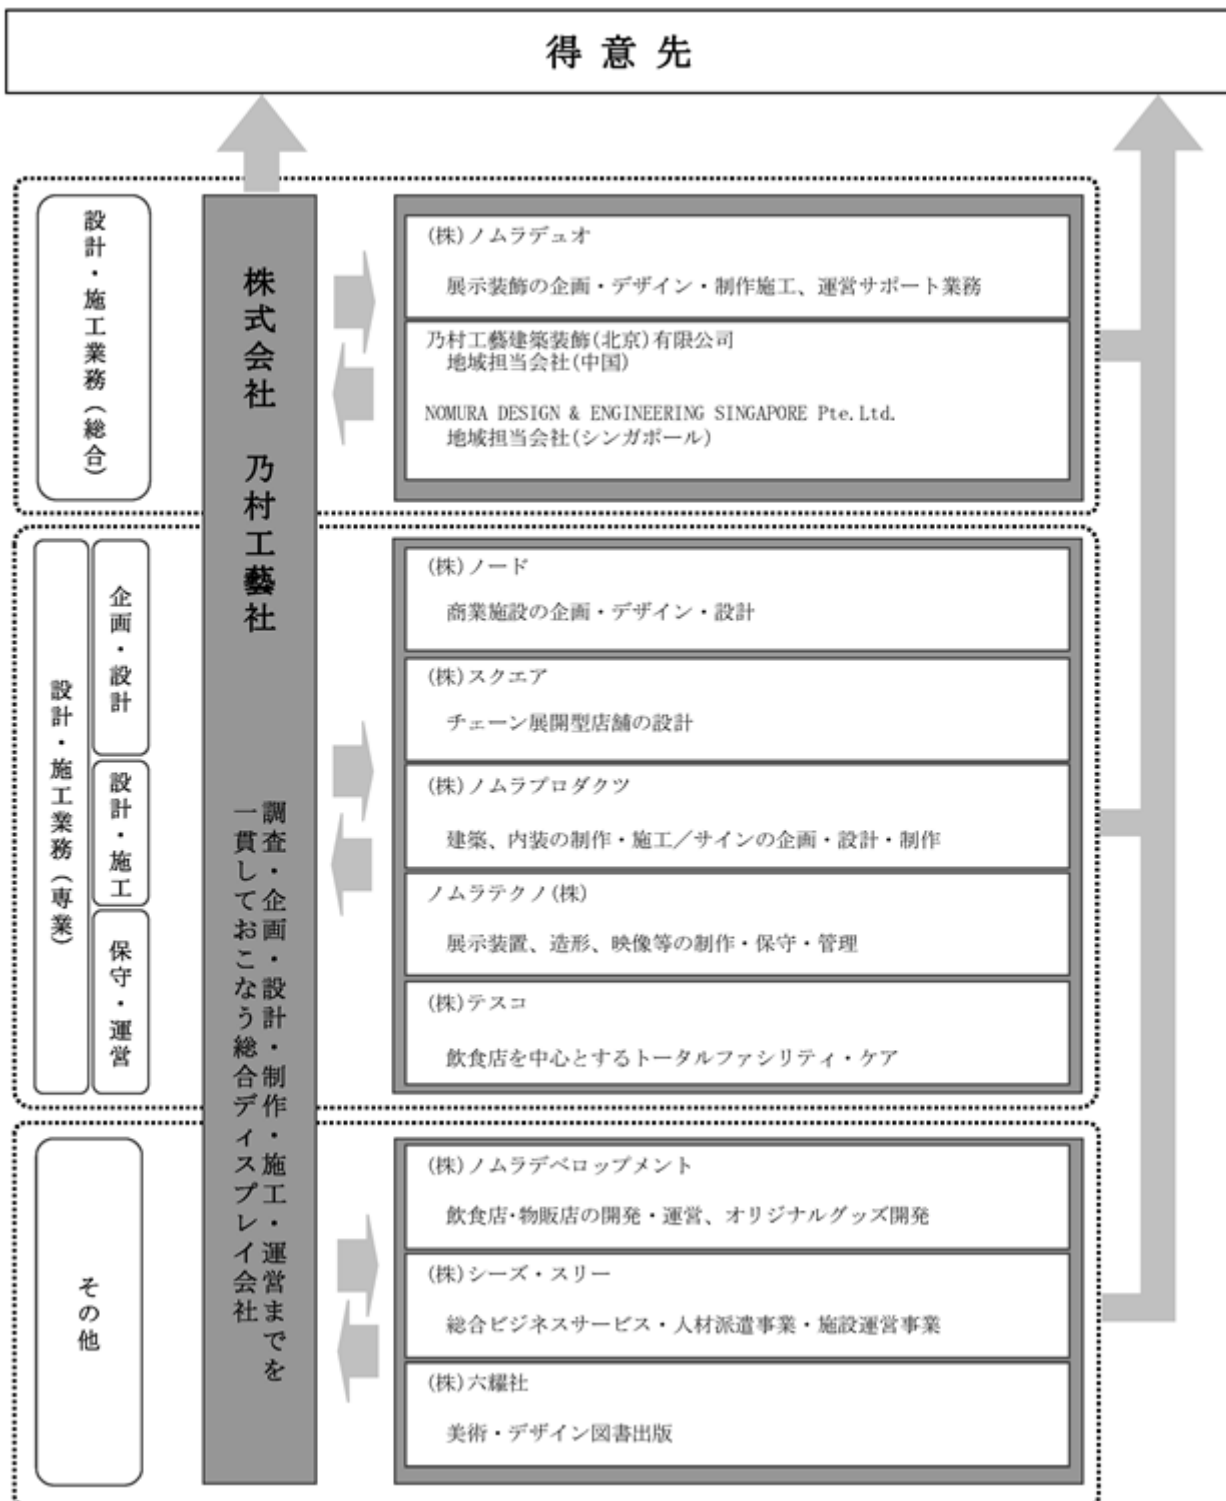 得意先
設計・施工業務(総合)
株式会社 乃村工藝社
調査・企画・設計・制作・施工・運営までを
一貫しておこなう総合ディスプレイ会社
(株)ノムラデュオ
展示装飾の企画・デザイン・制作施工、運営サポート業務
乃村工藝建築装飾(北京)有限公司
地域担当会社(中国)
NOMURA DESIGN & ENGINEERING SINGAPORE Pte.Ltd.
地域担当会社(シンガポール)
設計・施工業務(専業)
企画・設計
設計・施工
保守・運営
(株)ノード
商業施設の企画・デザイン・設計
(株)スクエア
チェーン展開型店舗の設計
(株)ノムラプロダクツ
建築、内装の制作・施工/サインの企画・設計・制作
ノムラテクノ(株)
展示装置、造形、映像等の制作・保守・管理
(株)テスコ
飲食店を中心とするトータルファシリティ・ケア
その他
(株)ノムラデベロップメント
飲食店・物販店の開発・運営、オリジナルグッズ開発
(株)シーズ・スリー
総合ビジネスサービス・人材派遣事業・施設運営事業
(株)六耀社
美術・デザイン図書出版